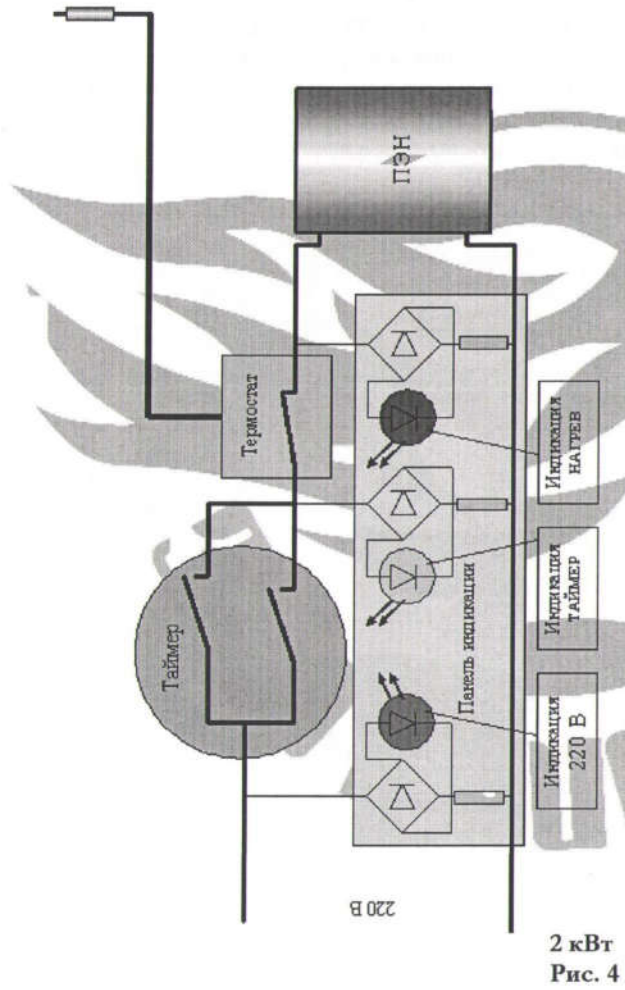 ПЭН
Термостат
Таймер
Панель индикации
Индикация
НАГРЕВ
Индикация
ТАЙМЕР
Индикация
220 В
220 В
2 кВт
Рис. 4